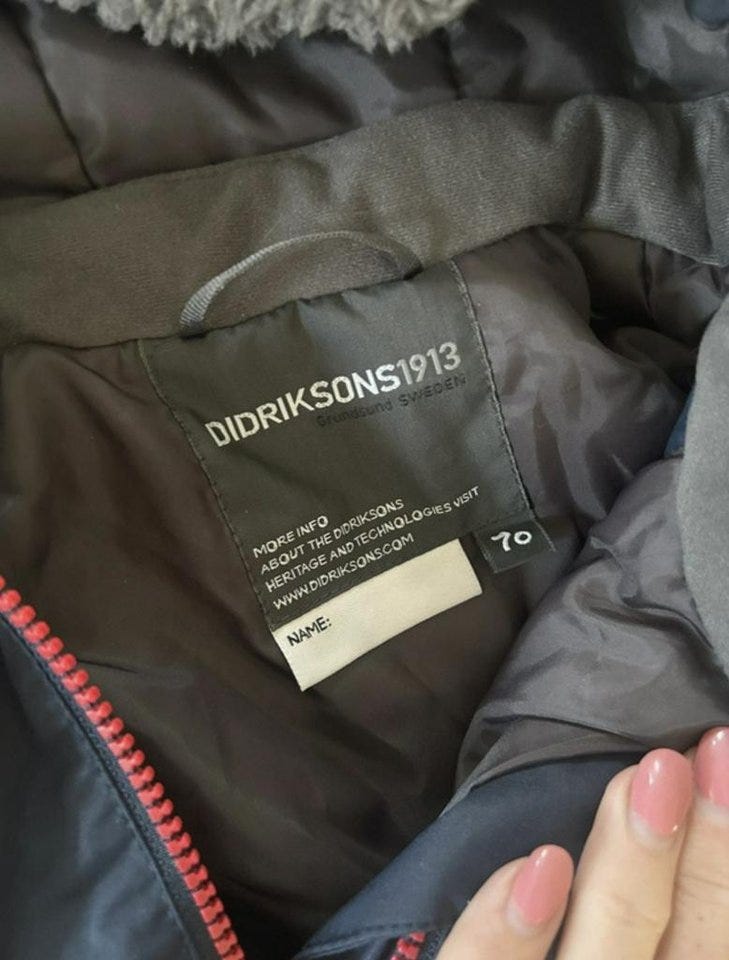 DIDRIKSONS1913
Grundsund SWEDEN
MORE INFO
ABOUT THE DIDRIKSONS
HERITAGE AND TECHNOLOGIES VISIT
WWW.DIDRIKSONS.COM
70
NAME: